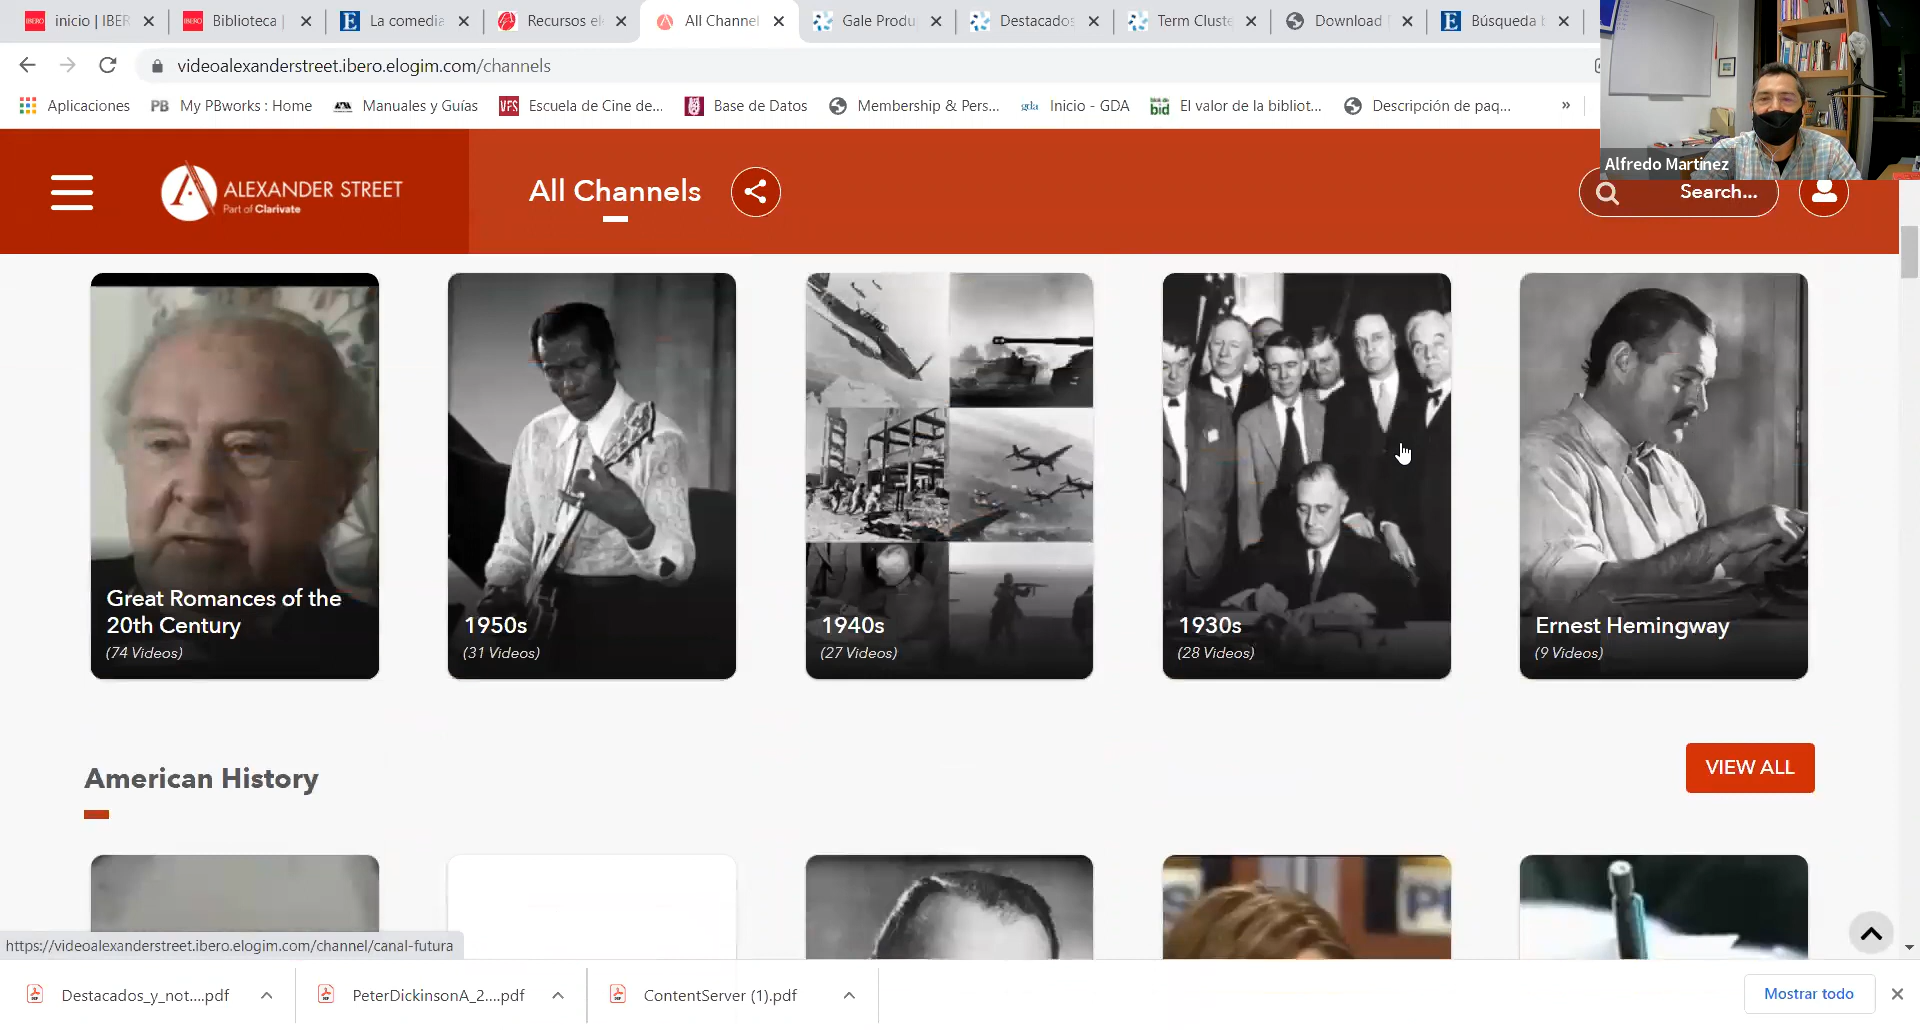 inicio | IBER
Biblioteca |
La comedia
Recursos el
All Channel
Gale Produ
Destacados
Term Cluste
Download
Búsqueda b
videoalexanderstreet.ibero.elogim.com/channels
Aplicaciones
PB My PBworks : Home
Manuales y Guías
VFS Escuela de Cine de...
Base de Datos
Membership & Pers...
gda Inicio - GDA
bid El valor de la bibliot...
Descripción de paq...
»
Alfredo Martinez
ALEXANDER STREET
Part of Clarivate
All Channels
Search...
Great Romances of the
20th Century
(74 Videos)
1950s
(31 Videos)
1940s
(27 Videos)
1930s
(28 Videos)
Ernest Hemingway
(9 Videos)
American History
VIEW ALL
https://videoalexanderstreet.ibero.elogim.com/channel/canal-futura
Destacados_y_not....pdf
PeterDickinsonA_2....pdf
ContentServer (1).pdf
Mostrar todo